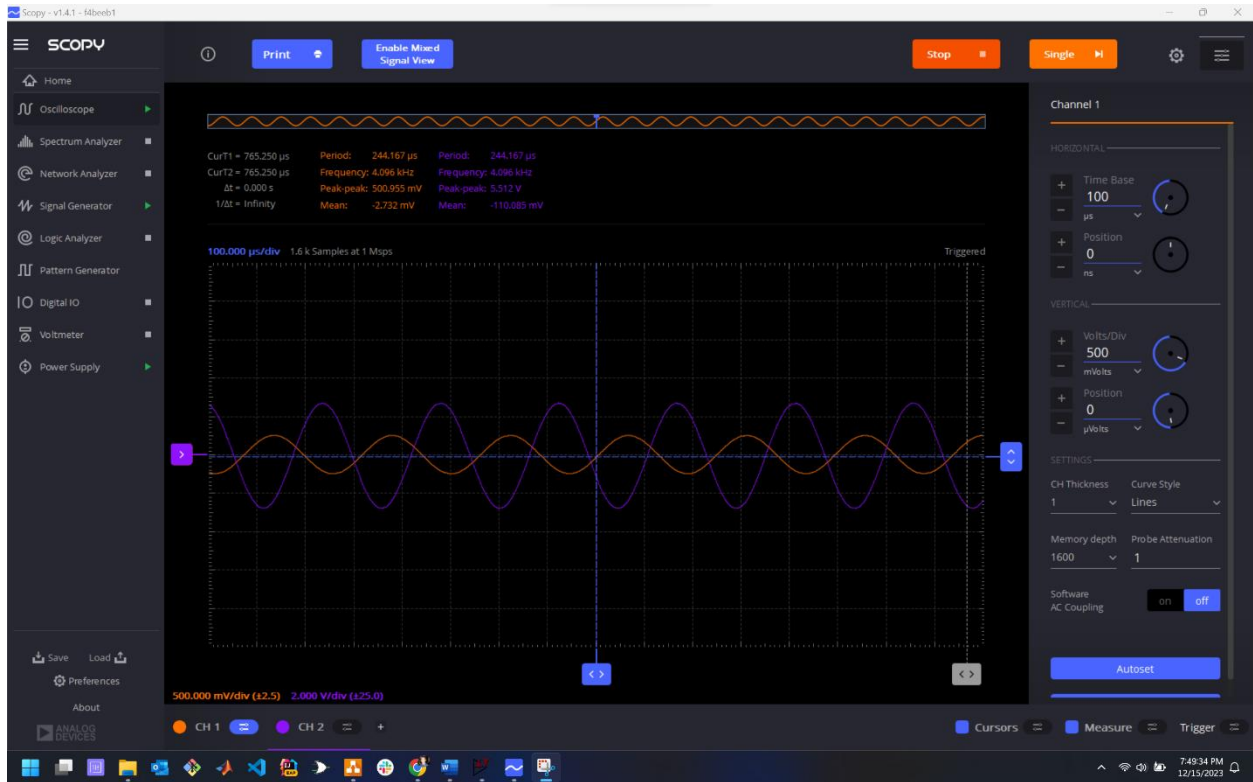 Scopy - v1.4.1 - f4beeb1
SCOPY
Home
Oscilloscope
Spectrum Analyzer
Network Analyzer
Signal Generator
Logic Analyzer
Pattern Generator
Digital IO
Voltmeter
Power Supply
Save Load
Preferences
About
ANALOG
DEVICES
Print
Enable Mixed
Signal View
Stop
Single
CurT1 = 765.250 µs Period: 244.167 µs Period: 244.167 µs
CurT2 = 765.250 µs Frequency: 4.096 kHz Frequency: 4.096 kHz
Δt = 0.000 s Peak-peak: 500.955 mV Peak-peak: 5.512 V
1/Δt = Infinity Mean: -2.732 mV Mean: -110.085 mV
100.000 µs/div 1.6 k Samples at 1 Msps Triggered
500.000 mV/div (±2.5) 2.000 V/div (±25.0)
CH 1 CH 2 +
Cursors Measure Trigger
Channel 1
HORIZONTAL
Time Base
100
µs
Position
0
ns
VERTICAL
Volts/Div
500
mVolts
Position
0
µVolts
SETTINGS
CH Thickness Curve Style
1 Lines
Memory depth Probe Attenuation
1600 1
Software
AC Coupling on off
Autoset
7:49:34 PM
12/15/2023